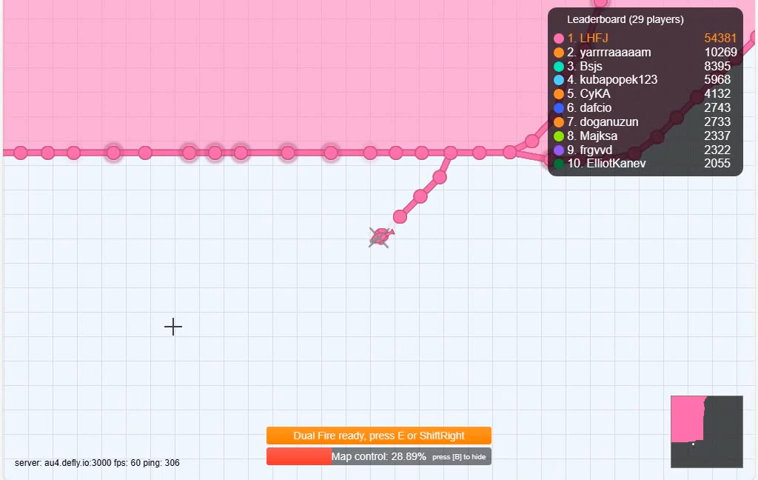 Leaderboard (29 players)
1. LHFJ 54381
2. yarrrraaaaam 10269
3. Bsjs 8395
4. kubapopek123 5968
5. CyKA 4132
6. dafcio 2743
7. doganuzun 2733
8. Majksa 2337
9. frgvvd 2322
10. ElliotKanev 2055
Dual Fire ready, press E or ShiftRight
Map control: 28.89% press [B] to hide
server: au4.defly.io:3000 fps: 60 ping: 306